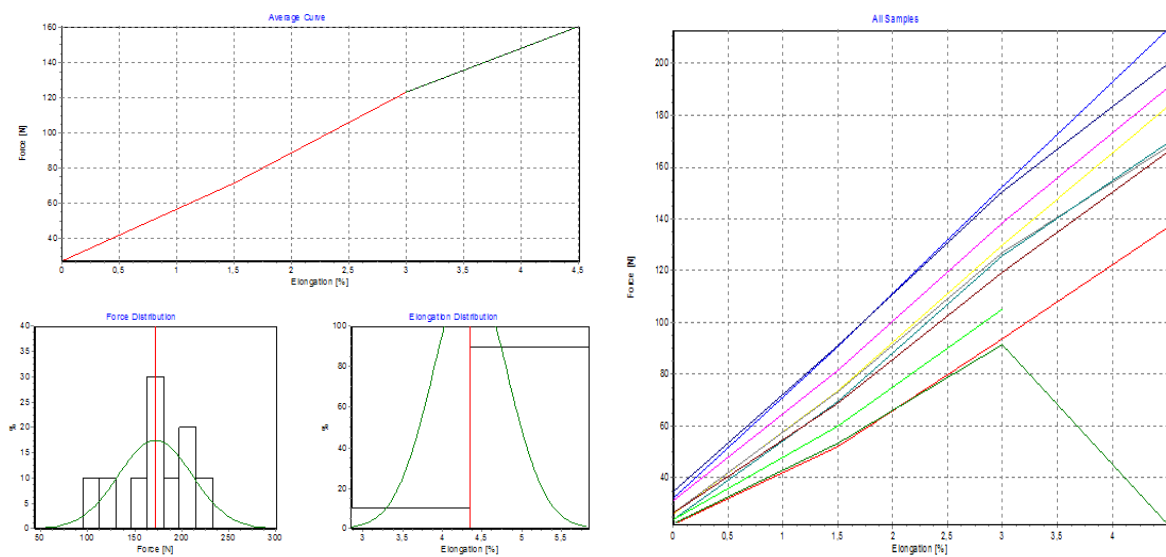 Average Curve
160
140
120
100
80
60
40
Force [N]
0 0,5 1 1,5 2 2,5 3 3,5 4 4,5
Elongation [%]
Force Distribution
40
35
30
25
20
15
10
5
0
%
50 100 150 200 250 300
Force [N]
Elongation Distribution
100
80
60
40
20
0
%
3 3,5 4 4,5 5 5,5
Elongation [%]
All Samples
200
180
160
140
120
100
80
60
40
Force [N]
0 0,5 1 1,5 2 2,5 3 3,5 4
Elongation [%]